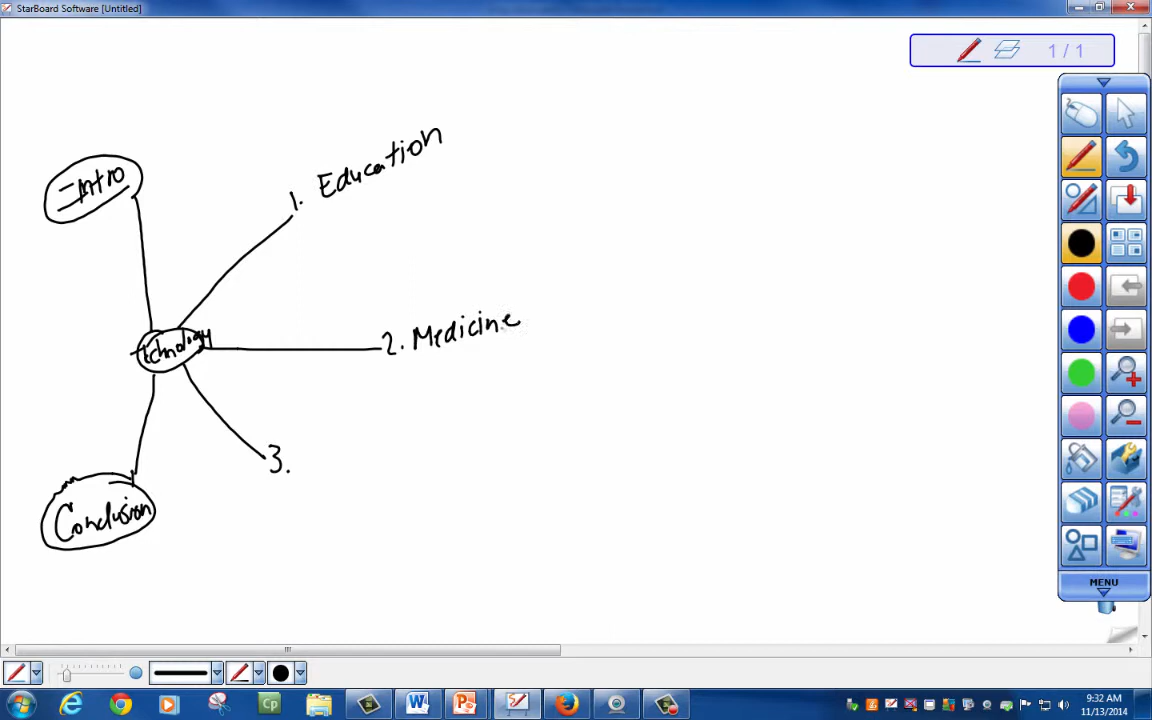 StarBoard Software [Untitled]
1 / 1
Intro
1. Education
2. Medicine
technology
3.
Conclusion
MENU
Cp
9:32 AM
11/13/2014